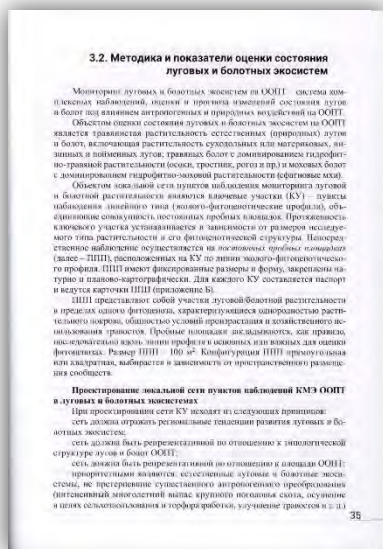 3.2. Методика и показатели оценки состояния
луговых и болотных экосистем
Мониторинг луговых и болотных экосистем на ООПТ – система ком-
плексных наблюдений, оценки и прогноза изменений состояния лугов
и болот под влиянием антропогенных и природных воздействий на ООПТ.
Объектом оценки состояния луговых и болотных экосистем на ООПТ
является травянистая растительность естественных (природных) лугов
и болот, включающая растительность суходольных или материковых, ни-
зинных и пойменных лугов; травяных болот с доминированием гидрофит-
но-травяной растительности (осоки, тростник, рогоз и пр.) и моховых болот
с доминированием гидрофитно-моховой растительности (сфагновые мхи).
Объектом локальной сети пунктов наблюдения мониторинга луговой
и болотной растительности являются ключевые участки (КУ) – пункты
наблюдения линейного типа (эколого-фитоценотические профили), объ-
единяющие совокупность постоянных пробных площадок. Протяженность
ключевого участка устанавливается в зависимости от размеров исследуе-
мого типа растительности и его фитоценотической структуры. Непосред-
ственное наблюдение осуществляется на постоянных пробных площадках
(далее – ППП), расположенных на КУ по линии эколого-фитоценотическо-
го профиля. ППП имеют фиксированные размеры и форму, закреплены на-
турно и планово-картографически. Для каждого КУ составляется паспорт
и ведутся карточки ППП (приложение Б).
ППП представляют собой участки луговой/болотной растительности
в пределах одного фитоценоза, характеризующиеся однородностью расти-
тельного покрова, общностью условий произрастания и хозяйственного ис-
пользования травостоев. Пробные площадки закладываются, как правило,
последовательно вдоль линии профиля в основных или важных для оценки
фитоценозах. Размер ППП – 100 м². Конфигурация ППП прямоугольная
или квадратная, выбирается в зависимости от пространственного размеще-
ния сообществ.
Проектирование локальной сети пунктов наблюдений КМЭ ООПТ
в луговых и болотных экосистемах
При проектировании сети КУ исходят из следующих принципов:
сеть должна отражать региональные тенденции развития луговых и бо-
лотных экосистем;
сеть должна быть репрезентативной по отношению к типологической
структуре лугов и болот ООПТ;
сеть должна быть репрезентативной по отношению к площади ООПТ;
приоритетными являются: естественные луговые и болотные экоси-
стемы, не претерпевшие существенного антропогенного преобразования
(интенсивный многолетний выпас крупного поголовья скота, осушение
в целях сельхозпользования и торфоразработки, улучшение травостоев и т. д.)
35